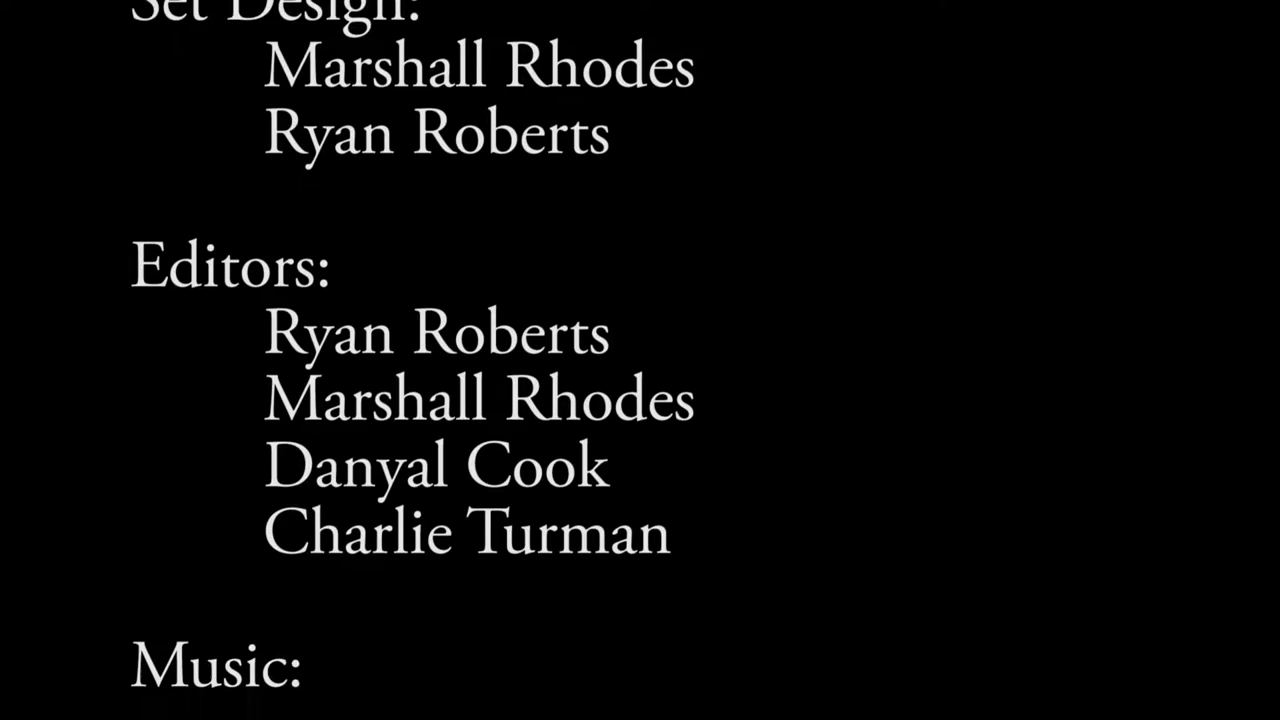 Set Design:
Marshall Rhodes
Ryan Roberts
Editors:
Ryan Roberts
Marshall Rhodes
Danyal Cook
Charlie Turman
Music: